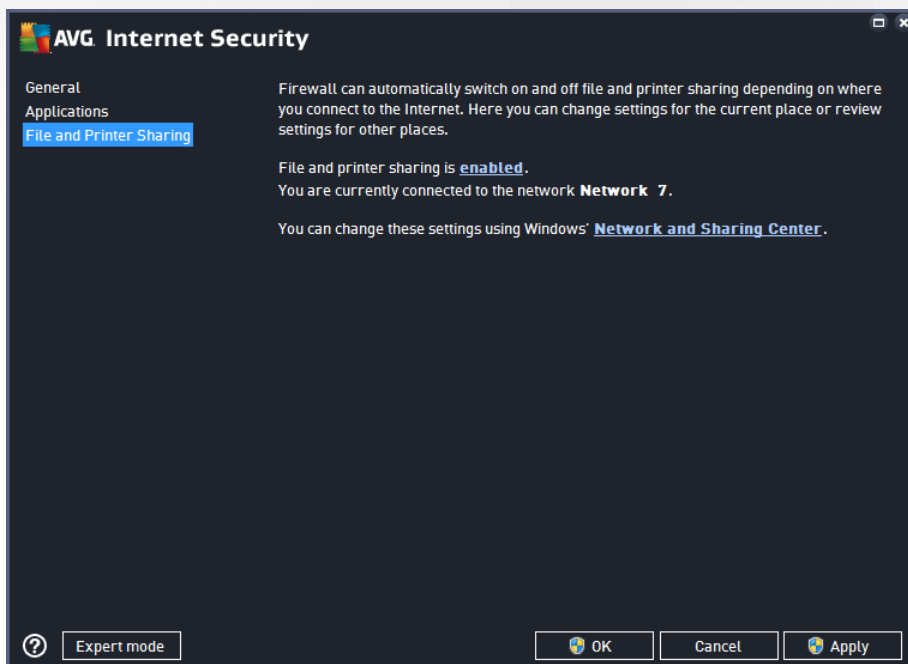 AVG. Internet Security
General
Applications
File and Printer Sharing
Firewall can automatically switch on and off file and printer sharing depending on where
you connect to the Internet. Here you can change settings for the current place or review
settings for other places.
File and printer sharing is enabled.
You are currently connected to the network Network 7.
You can change these settings using Windows' Network and Sharing Center.
? Expert mode
OK
Cancel
Apply